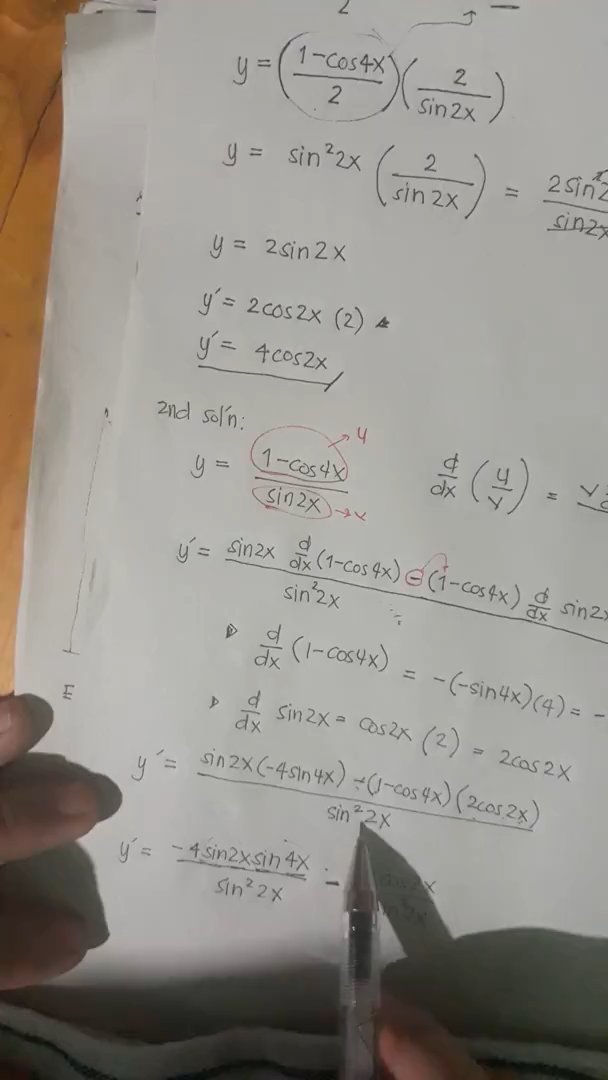 y = (1-cos4x/2)(2/sin2x)
y = sin²2x (2/sin2x) = 2sin2/sin2x
y = 2sin2x
y' = 2cos2x (2)
y' = 4cos2x
2nd sol'n:
y = 1-cos4x/sin2x → u → v
d/dx (u/v) =
y' = sin2x d/dx (1-cos4x) - (1-cos4x) d/dx sin2x/sin²2x
d/dx (1-cos4x) = -(-sin4x)(4) = -
d/dx sin2x = cos2x (2) = 2cos2x
y' = sin2x(-4sin4x) - (1-cos4x)(2cos2x)/sin²2x
E
y' = -4sin2xsin4x/sin²2x -